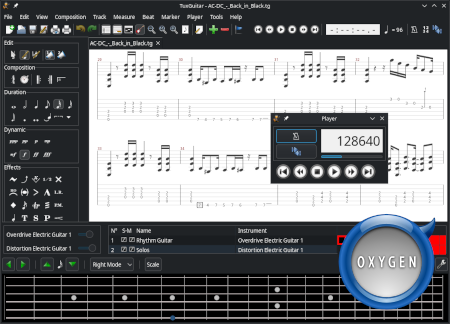 TuxGuitar - AC-DC_-_Back_in_Black.tg
File Edit View Composition Track Measure Beat Marker Player Tools Help
--:--:--.--- = 96
Edit
AC-DC_-_Back_in_Black.tg
Composition
Duration
Dynamic
Effects
Player
128640
Overdrive Electric Guitar 1
Distortion Electric Guitar 1
Nº S-M Name Instrument
1 Rhythm Guitar Overdrive Electric Guitar 1
2 Solos Distortion Electric Guitar 1
Right Mode Scale
OXYGEN